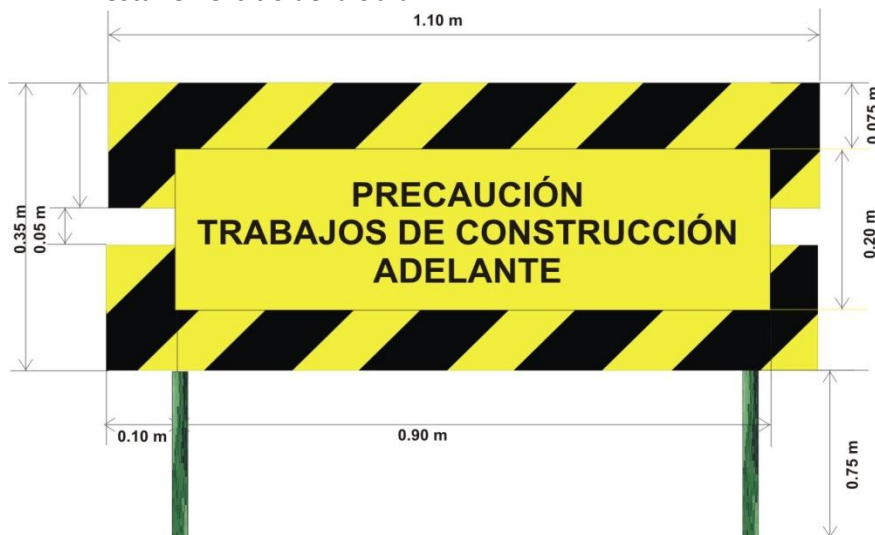 1.10 m
0.075 m
0.35 m
0.05 m
PRECAUCIÓN
TRABAJOS DE CONSTRUCCIÓN
ADELANTE
0.20 m
0.10 m
0.90 m
0.75 m